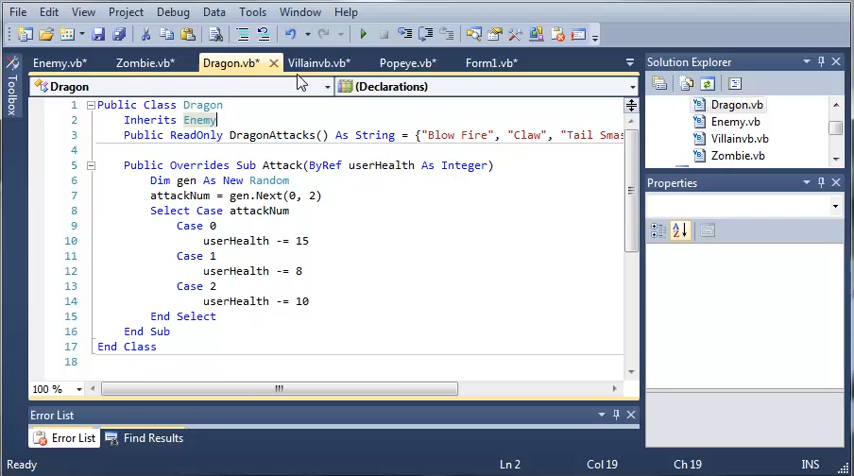 File Edit View Project Debug Data Tools Window Help
Enemy.vb* Zombie.vb* Dragon.vb* Villainvb.vb* Popeye.vb* Form1.vb*
Dragon (Declarations)
1 Public Class Dragon
2 Inherits Enemy
3 Public ReadOnly DragonAttacks() As String = {"Blow Fire", "Claw", "Tail Smas
4
5 Public Overrides Sub Attack(ByRef userHealth As Integer)
6 Dim gen As New Random
7 attackNum = gen.Next(0, 2)
8 Select Case attackNum
9 Case 0
10 userHealth -= 15
11 Case 1
12 userHealth -= 8
13 Case 2
14 userHealth -= 10
15 End Select
16 End Sub
17 End Class
18
100 %
Error List
Error List Find Results
Ln 2 Col 19 Ch 19 INS
Toolbox
Solution Explorer
Dragon.vb
Enemy.vb
Villainvb.vb
Zombie.vb
Properties